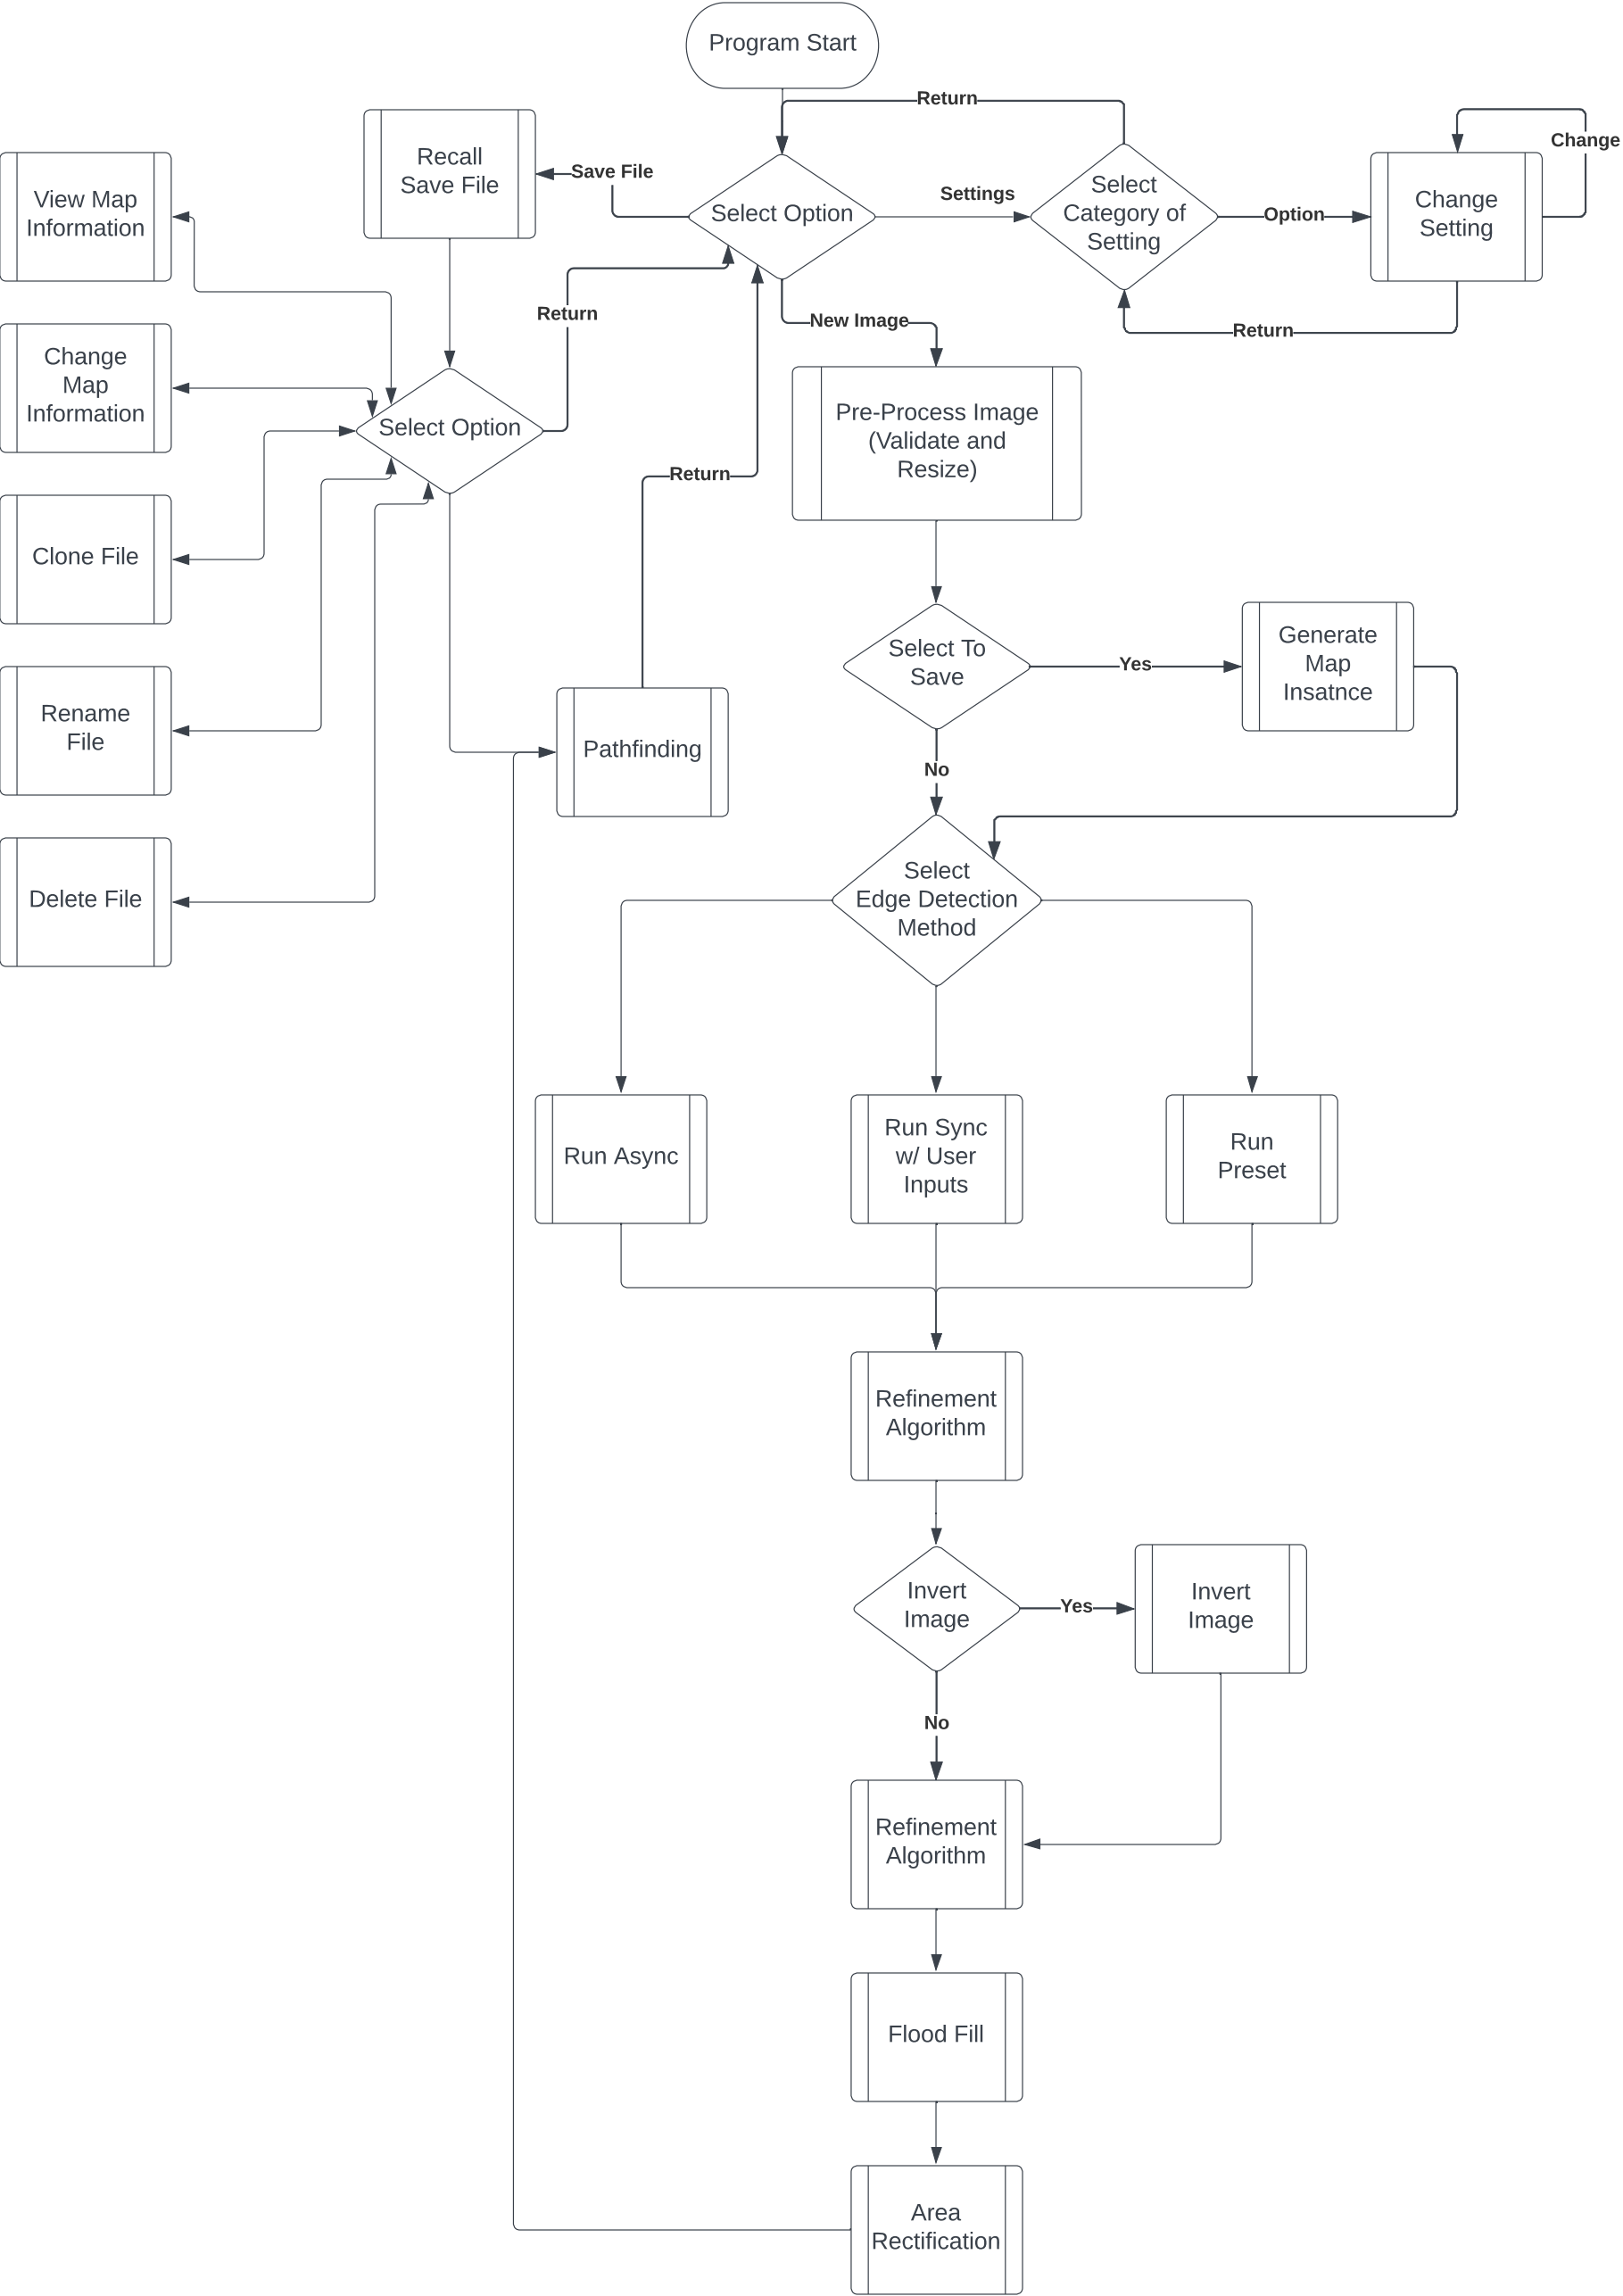 Program Start
Return
Change
Recall
Save File
Save File
Select Option
Settings
Select
Category of
Setting
Option
Change
Setting
View Map
Information
Return
New Image
Return
Change
Map
Information
Select Option
Pre-Process Image
(Validate and
Resize)
Return
Clone File
Select To
Save
Yes
Generate
Map
Insatnce
Rename
File
Pathfinding
No
Delete File
Select
Edge Detection
Method
Run Async
Run Sync
w/ User
Inputs
Run
Preset
Refinement
Algorithm
Invert
Image
Yes
Invert
Image
No
Refinement
Algorithm
Flood Fill
Area
Rectification